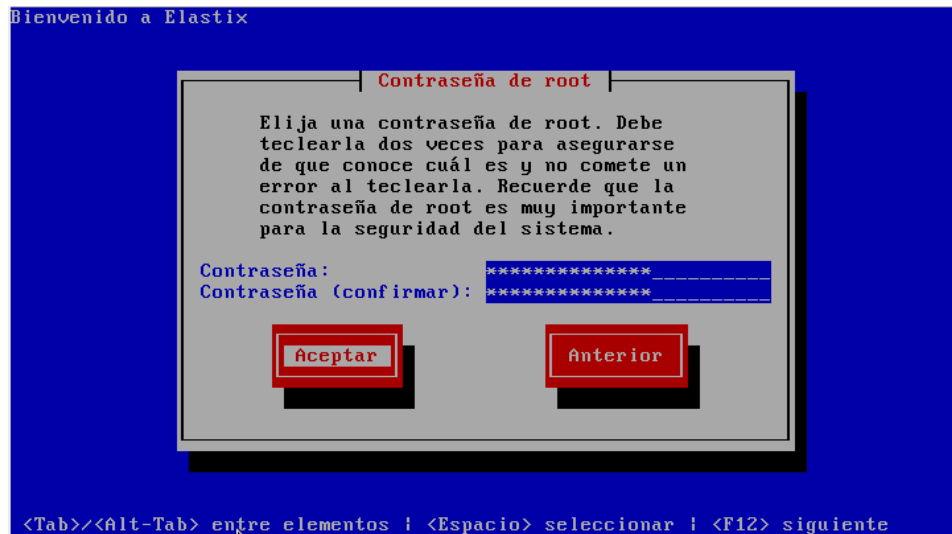 Bienvenido a Elastix
Contraseña de root
Elija una contraseña de root. Debe
teclearla dos veces para asegurarse
de que conoce cuál es y no comete un
error al teclearla. Recuerde que la
contraseña de root es muy importante
para la seguridad del sistema.
Contraseña: **************__________
Contraseña (confirmar): **************__________
Aceptar Anterior
<Tab>/<Alt-Tab> entre elementos | <Espacio> seleccionar | <F12> siguiente